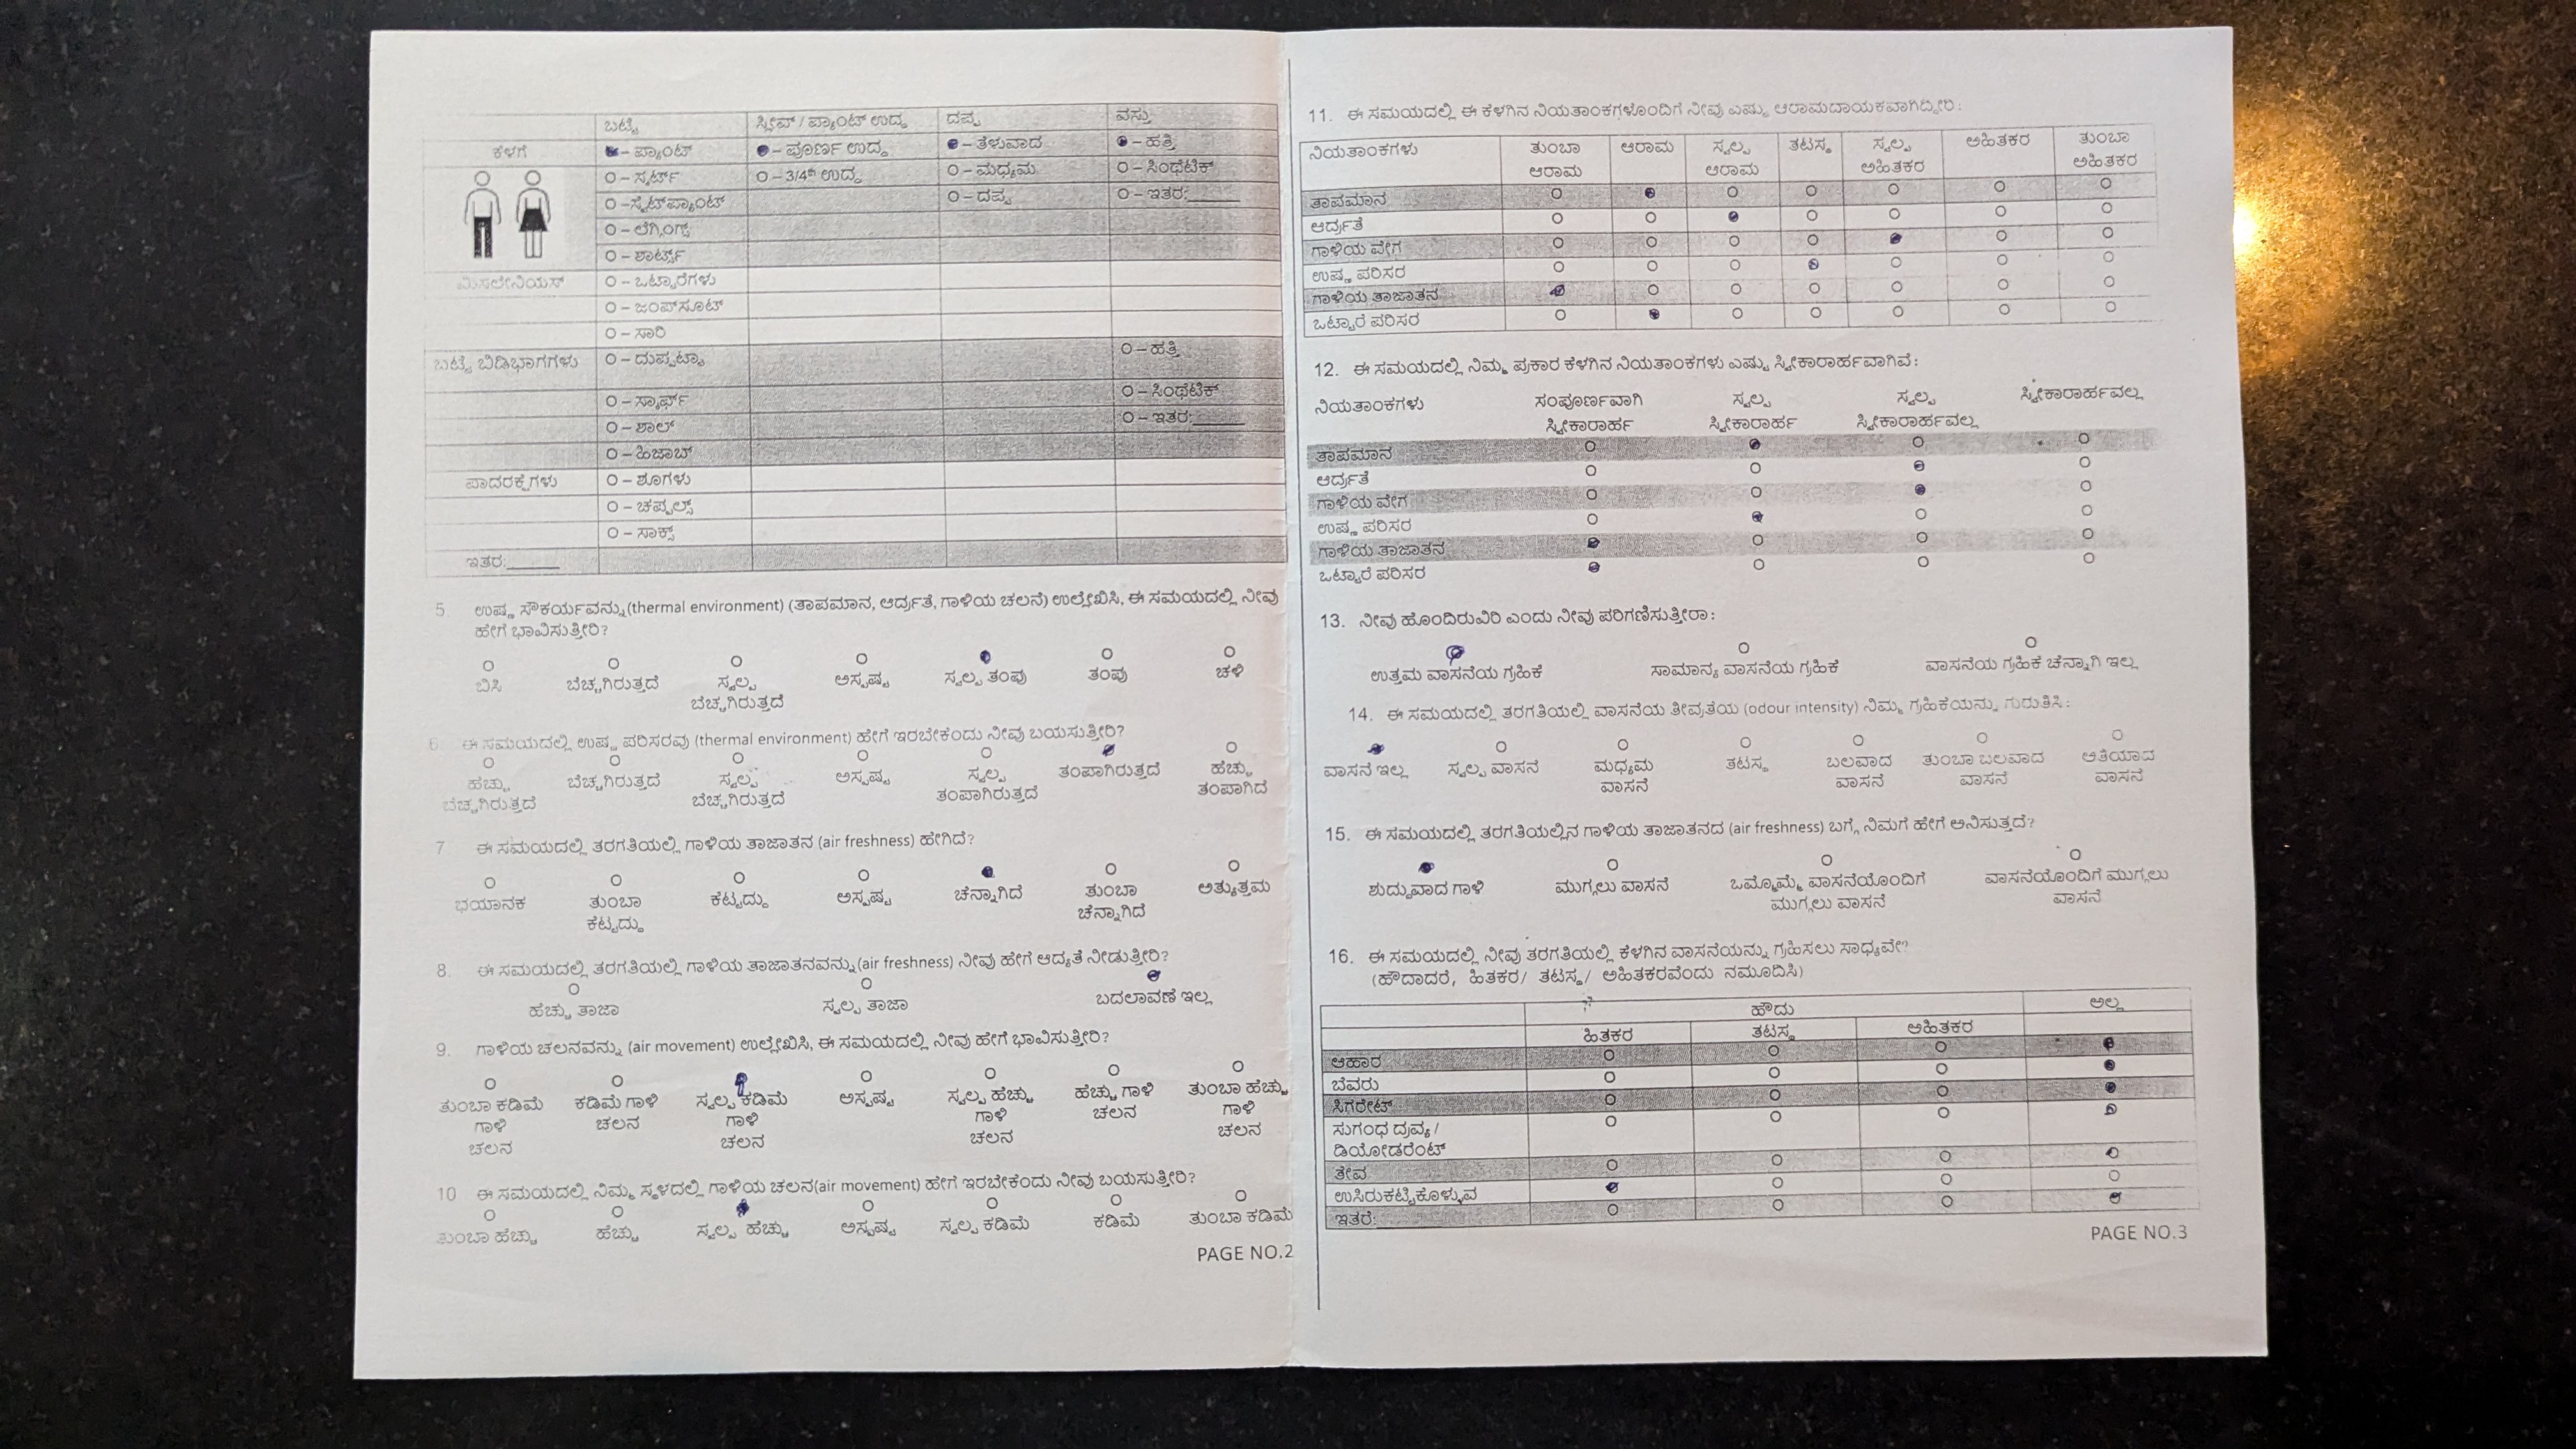 ಬಟ್ಟೆ ಸ್ಲೀವ್ / ಪ್ಯಾಂಟ್ ಉದ್ದ ದಪ್ಪ ವಸ್ತು
ಕೆಳಗೆ – ಪ್ಯಾಂಟ್ – ಪೂರ್ಣ ಉದ್ದ – ತೆಳುವಾದ – ಹತ್ತಿ
O – ಸ್ಕರ್ಟ್ O – 3/4th ಉದ್ದ O – ಮಧ್ಯಮ O – ಸಿಂಥೆಟಿಕ್
O – ಸ್ವೆಟ್‌ಪ್ಯಾಂಟ್ O – ದಪ್ಪ O – ಇತರ:______
O – ಲೆಗ್ಗಿಂಗ್ಸ್
O – ಶಾರ್ಟ್ಸ್
ಮಿಸಲೇನಿಯಸ್ O – ಒಟ್ಟಾರೆಗಳು
O – ಜಂಪ್‌ಸೂಟ್
O – ಸಾರಿ
ಬಟ್ಟೆ ಬಿಡಿಭಾಗಗಳು O – ದುಪ್ಪಟ್ಟಾ O – ಹತ್ತಿ
O – ಸ್ಕಾರ್ಫ್ O – ಸಿಂಥೆಟಿಕ್
O – ಶಾಲ್ O – ಇತರ:______
O – ಹಿಜಾಬ್
ಪಾದರಕ್ಷೆಗಳು O – ಶೂಗಳು
O – ಚಪ್ಪಲ್ಸ್
O – ಸಾಕ್ಸ್
ಇತರ:______
5 ಉಷ್ಣ ಸೌಕರ್ಯವನ್ನು(thermal environment) (ತಾಪಮಾನ, ಆರ್ದ್ರತೆ, ಗಾಳಿಯ ಚಲನೆ) ಉಲ್ಲೇಖಿಸಿ, ಈ ಸಮಯದಲ್ಲಿ ನೀವು
ಹೇಗೆ ಭಾವಿಸುತ್ತೀರಿ?
ಬಿಸಿ ಬೆಚ್ಚಗಿರುತ್ತದೆ ಸ್ವಲ್ಪ ಅಸ್ಪಷ್ಟ ಸ್ವಲ್ಪ ತಂಪು ತಂಪು ಚಳಿ
ಬೆಚ್ಚಗಿರುತ್ತದೆ
6 ಈ ಸಮಯದಲ್ಲಿ ಉಷ್ಣ ಪರಿಸರವು (thermal environment) ಹೇಗೆ ಇರಬೇಕೆಂದು ನೀವು ಬಯಸುತ್ತೀರಿ?
ಹೆಚ್ಚು ಬೆಚ್ಚಗಿರುತ್ತದೆ ಸ್ವಲ್ಪ ಅಸ್ಪಷ್ಟ ಸ್ವಲ್ಪ ತಂಪಾಗಿರುತ್ತದೆ ಹೆಚ್ಚು
ಬೆಚ್ಚಗಿರುತ್ತದೆ ಬೆಚ್ಚಗಿರುತ್ತದೆ ತಂಪಾಗಿರುತ್ತದೆ ತಂಪಾಗಿದೆ
7 ಈ ಸಮಯದಲ್ಲಿ ತರಗತಿಯಲ್ಲಿ ಗಾಳಿಯ ತಾಜಾತನ (air freshness) ಹೇಗಿದೆ?
ಭಯಾನಕ ತುಂಬಾ ಕೆಟ್ಟದ್ದು ಅಸ್ಪಷ್ಟ ಚೆನ್ನಾಗಿದೆ ತುಂಬಾ ಅತ್ಯುತ್ತಮ
ಕೆಟ್ಟದ್ದು ಚೆನ್ನಾಗಿದೆ
8. ಈ ಸಮಯದಲ್ಲಿ ತರಗತಿಯಲ್ಲಿ ಗಾಳಿಯ ತಾಜಾತನವನ್ನು(air freshness) ನೀವು ಹೇಗೆ ಆದ್ಯತೆ ನೀಡುತ್ತೀರಿ?
ಹೆಚ್ಚು ತಾಜಾ ಸ್ವಲ್ಪ ತಾಜಾ ಬದಲಾವಣೆ ಇಲ್ಲ
9. ಗಾಳಿಯ ಚಲನವನ್ನು (air movement) ಉಲ್ಲೇಖಿಸಿ, ಈ ಸಮಯದಲ್ಲಿ ನೀವು ಹೇಗೆ ಭಾವಿಸುತ್ತೀರಿ?
ತುಂಬಾ ಕಡಿಮೆ ಕಡಿಮೆ ಗಾಳಿ ಸ್ವಲ್ಪ ಕಡಿಮೆ ಅಸ್ಪಷ್ಟ ಸ್ವಲ್ಪ ಹೆಚ್ಚು ಹೆಚ್ಚು ಗಾಳಿ ತುಂಬಾ ಹೆಚ್ಚು
ಗಾಳಿ ಚಲನ ಗಾಳಿ ಗಾಳಿ ಚಲನ ಗಾಳಿ
ಚಲನ ಚಲನ ಚಲನ ಚಲನ
10 ಈ ಸಮಯದಲ್ಲಿ ನಿಮ್ಮ ಸ್ಥಳದಲ್ಲಿ ಗಾಳಿಯ ಚಲನ(air movement) ಹೇಗೆ ಇರಬೇಕೆಂದು ನೀವು ಬಯಸುತ್ತೀರಿ?
ತುಂಬಾ ಹೆಚ್ಚು ಹೆಚ್ಚು ಸ್ವಲ್ಪ ಹೆಚ್ಚು ಅಸ್ಪಷ್ಟ ಸ್ವಲ್ಪ ಕಡಿಮೆ ಕಡಿಮೆ ತುಂಬಾ ಕಡಿಮೆ
PAGE NO.2
11. ಈ ಸಮಯದಲ್ಲಿ ಈ ಕೆಳಗಿನ ನಿಯತಾಂಕಗಳೊಂದಿಗೆ ನೀವು ಎಷ್ಟು ಆರಾಮದಾಯಕವಾಗಿದ್ದೀರಿ:
ನಿಯತಾಂಕಗಳು ತುಂಬಾ ಆರಾಮ ಸ್ವಲ್ಪ ತಟಸ್ಥ ಸ್ವಲ್ಪ ಅಹಿತಕರ ತುಂಬಾ
ಆರಾಮ ಆರಾಮ ಅಹಿತಕರ ಅಹಿತಕರ
ತಾಪಮಾನ
ಆರ್ದ್ರತೆ
ಗಾಳಿಯ ವೇಗ
ಉಷ್ಣ ಪರಿಸರ
ಗಾಳಿಯ ತಾಜಾತನ
ಒಟ್ಟಾರೆ ಪರಿಸರ
12. ಈ ಸಮಯದಲ್ಲಿ ನಿಮ್ಮ ಪ್ರಕಾರ ಕೆಳಗಿನ ನಿಯತಾಂಕಗಳು ಎಷ್ಟು ಸ್ವೀಕಾರಾರ್ಹವಾಗಿವೆ:
ನಿಯತಾಂಕಗಳು ಸಂಪೂರ್ಣವಾಗಿ ಸ್ವಲ್ಪ ಸ್ವಲ್ಪ ಸ್ವೀಕಾರಾರ್ಹವಲ್ಲ
ಸ್ವೀಕಾರಾರ್ಹ ಸ್ವೀಕಾರಾರ್ಹ ಸ್ವೀಕಾರಾರ್ಹವಲ್ಲ
ತಾಪಮಾನ
ಆರ್ದ್ರತೆ
ಗಾಳಿಯ ವೇಗ
ಉಷ್ಣ ಪರಿಸರ
ಗಾಳಿಯ ತಾಜಾತನ
ಒಟ್ಟಾರೆ ಪರಿಸರ
13. ನೀವು ಹೊಂದಿರುವಿರಿ ಎಂದು ನೀವು ಪರಿಗಣಿಸುತ್ತೀರಾ:
ಉತ್ತಮ ವಾಸನೆಯ ಗ್ರಹಿಕೆ ಸಾಮಾನ್ಯ ವಾಸನೆಯ ಗ್ರಹಿಕೆ ವಾಸನೆಯ ಗ್ರಹಿಕೆ ಚೆನ್ನಾಗಿ ಇಲ್ಲ
14. ಈ ಸಮಯದಲ್ಲಿ ತರಗತಿಯಲ್ಲಿ ವಾಸನೆಯ ತೀವ್ರತೆಯ (odour intensity) ನಿಮ್ಮ ಗ್ರಹಿಕೆಯನ್ನು ಗುರುತಿಸಿ:
ವಾಸನೆ ಇಲ್ಲ ಸ್ವಲ್ಪ ವಾಸನೆ ಮಧ್ಯಮ ತಟಸ್ಥ ಬಲವಾದ ತುಂಬಾ ಬಲವಾದ ಅತಿಯಾದ
ವಾಸನೆ ವಾಸನೆ ವಾಸನೆ ವಾಸನೆ
15. ಈ ಸಮಯದಲ್ಲಿ ತರಗತಿಯಲ್ಲಿನ ಗಾಳಿಯ ತಾಜಾತನದ (air freshness) ಬಗ್ಗೆ ನಿಮಗೆ ಹೇಗೆ ಅನಿಸುತ್ತದೆ?
ಶುದ್ಧವಾದ ಗಾಳಿ ಮುಗ್ಗಲು ವಾಸನೆ ಒಮ್ಮೊಮ್ಮೆ ವಾಸನೆಯೊಂದಿಗೆ ವಾಸನೆಯೊಂದಿಗೆ ಮುಗ್ಗಲು
ಮುಗ್ಗಲು ವಾಸನೆ ವಾಸನೆ
16. ಈ ಸಮಯದಲ್ಲಿ ನೀವು ತರಗತಿಯಲ್ಲಿ ಕೆಳಗಿನ ವಾಸನೆಯನ್ನು ಗ್ರಹಿಸಲು ಸಾಧ್ಯವೇ?
(ಹೌದಾದರೆ, ಹಿತಕರ/ ತಟಸ್ಥ/ ಅಹಿತಕರವೆಂದು ನಮೂದಿಸಿ)
ಹೌದು ಅಲ್ಲ
ಹಿತಕರ ತಟಸ್ಥ ಅಹಿತಕರ
ಆಹಾರ
ಬೆವರು
ಸಿಗರೇಟ್
ಸುಗಂಧ ದ್ರವ್ಯ /
ಡಿಯೋಡರೆಂಟ್
ತೇವ
ಉಸಿರುಕಟ್ಟಿಕೊಳ್ಳುವ
ಇತರೆ:
PAGE NO.3